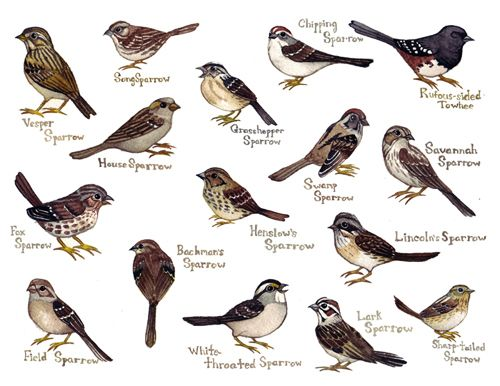 Chipping
Sparrow
Song Sparrow
Rufous-sided
Towhee
Vesper
Sparrow
Grasshopper
Sparrow
House Sparrow
Savannah
Sparrow
Swamp
Sparrow
Fox
Sparrow
Henslow's
Sparrow
Lincoln's Sparrow
Bachman's
Sparrow
Field Sparrow
White-
throated Sparrow
Lark
Sparrow
Sharp-tailed
Sparrow